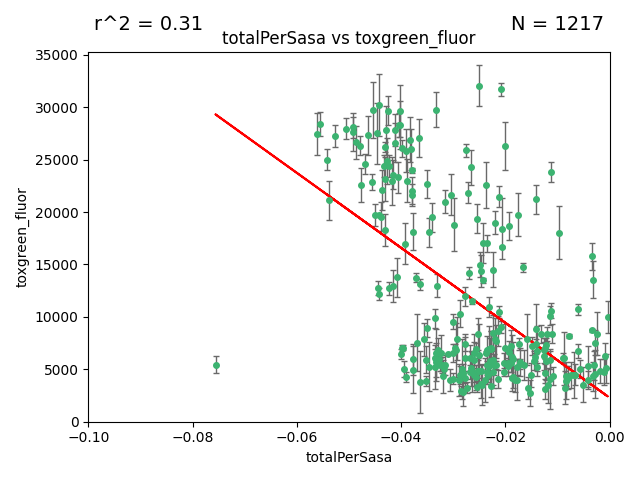 r^2 = 0.31
N = 1217
totalPerSasa vs toxgreen_fluor
35000
30000
25000
20000
15000
10000
5000
0
toxgreen_fluor
−0.10
−0.08
−0.06
−0.04
−0.02
0.00
totalPerSasa